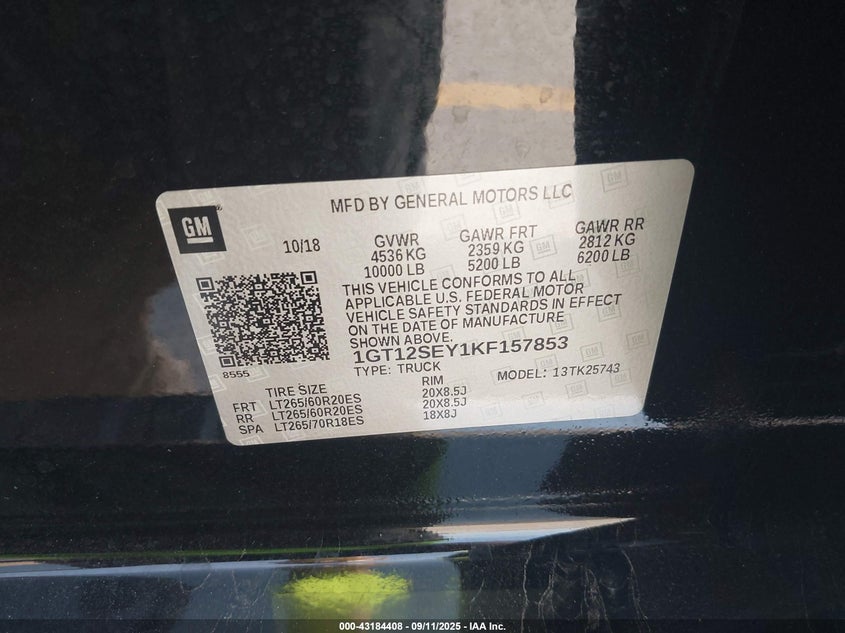 MFD BY GENERAL MOTORS LLC
GM
10/18
GVWR GAWR FRT GAWR RR
4536 KG 2359 KG 2812 KG
10000 LB 5200 LB 6200 LB
THIS VEHICLE CONFORMS TO ALL
APPLICABLE U.S. FEDERAL MOTOR
VEHICLE SAFETY STANDARDS IN EFFECT
ON THE DATE OF MANUFACTURE
SHOWN ABOVE.
1GT12SEY1KF157853
8555
TYPE: TRUCK MODEL: 13TK25743
TIRE SIZE RIM
FRT LT265/60R20ES 20X8.5J
RR LT265/60R20ES 20X8.5J
SPA LT265/70R18ES 18X8J
000-43184408 - 09/11/2025 - IAA Inc.